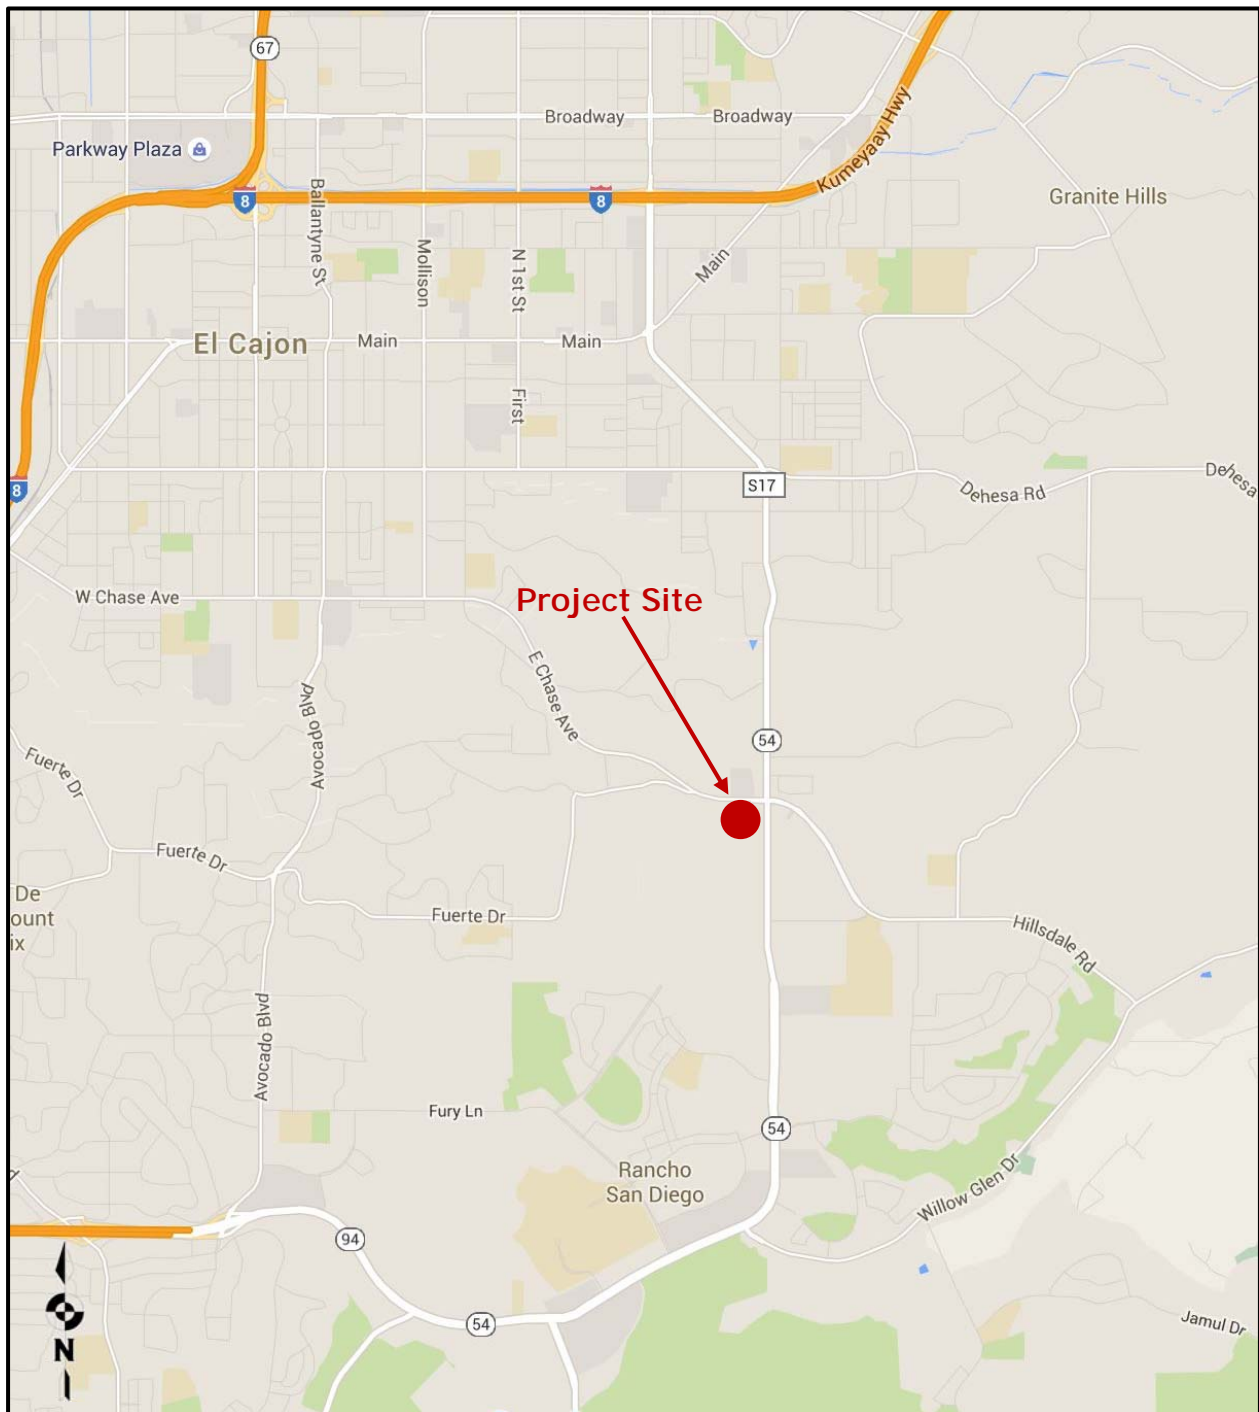 67
Broadway
Broadway
Parkway Plaza
Kumeyaay Hwy
8
8
Granite Hills
Ballantyne St
Mollison
N 1st St
Main
El Cajon
Main
Main
First
8
S17
Dehesa Rd
Dehesa
W Chase Ave
Project Site
E Chase Ave
Avocado Blvd
54
Fuerte Dr
Fuerte Dr
De
ount
ix
Fuerte Dr
Hillsdale Rd
Avocado Blvd
Fury Ln
54
Rancho
San Diego
Willow Glen Dr
d
94
54
Jamul Dr
N